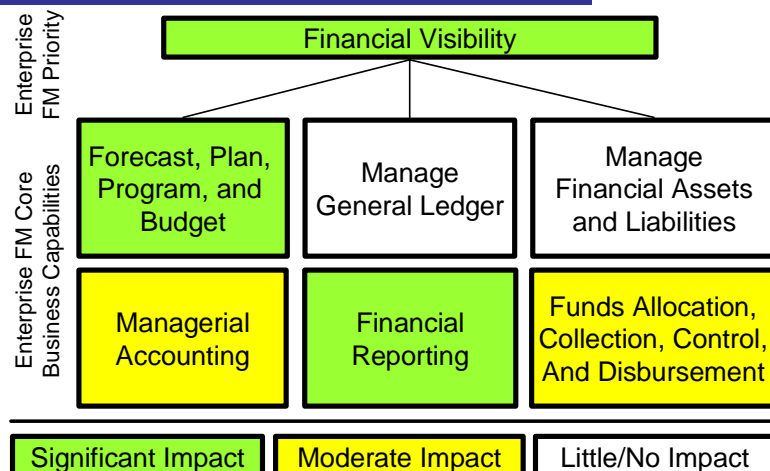 Enterprise
FM Priority
Financial Visibility
Enterprise FM Core
Business Capabilities
Forecast, Plan,
Program, and
Budget
Manage
General Ledger
Manage
Financial Assets
and Liabilities
Managerial
Accounting
Financial
Reporting
Funds Allocation,
Collection, Control,
And Disbursement
Significant Impact
Moderate Impact
Little/No Impact